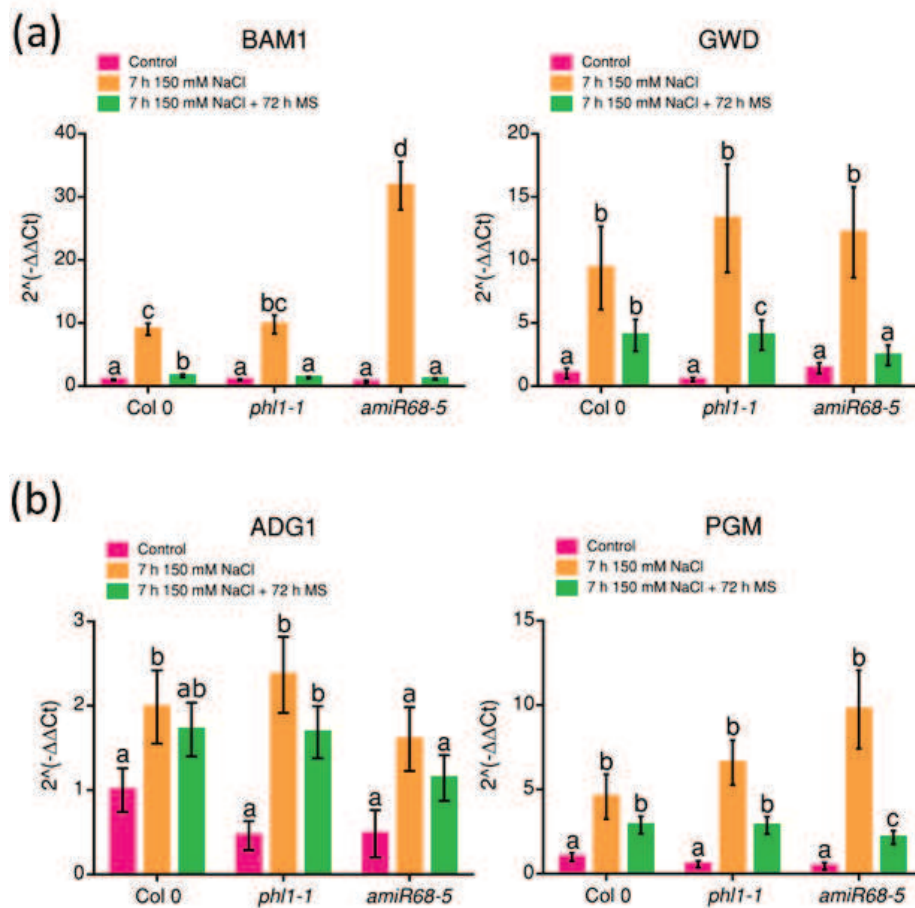 (a)
BAM1
Control
7 h 150 mM NaCl
7 h 150 mM NaCl + 72 h MS
2^(-ΔΔCt)
40
30
20
10
0
a c b a bc a a d a
Col 0 phl1-1 amiR68-5
GWD
Control
7 h 150 mM NaCl
7 h 150 mM NaCl + 72 h MS
2^(-ΔΔCt)
20
15
10
5
0
a b b a b c a b a
Col 0 phl1-1 amiR68-5
(b)
ADG1
Control
7 h 150 mM NaCl
7 h 150 mM NaCl + 72 h MS
2^(-ΔΔCt)
3
2
1
0
a b ab a b b a a a
Col 0 phl1-1 amiR68-5
PGM
Control
7 h 150 mM NaCl
7 h 150 mM NaCl + 72 h MS
2^(-ΔΔCt)
15
10
5
0
a b b a b b a b c
Col 0 phl1-1 amiR68-5